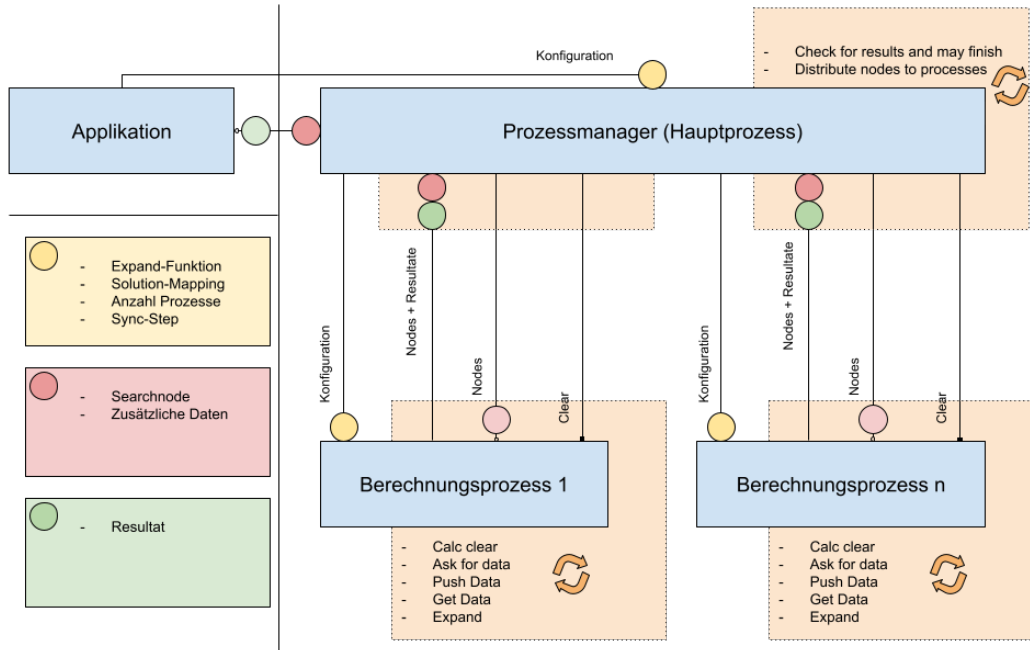 Konfiguration
- Check for results and may finish
- Distribute nodes to processes
Applikation
Prozessmanager (Hauptprozess)
- Expand-Funktion
- Solution-Mapping
- Anzahl Prozesse
- Sync-Step
- Searchnode
- Zusätzliche Daten
- Resultat
Konfiguration
Nodes + Resultate
Nodes
Clear
Konfiguration
Nodes + Resultate
Nodes
Clear
Berechnungsprozess 1
Berechnungsprozess n
- Calc clear
- Ask for data
- Push Data
- Get Data
- Expand
- Calc clear
- Ask for data
- Push Data
- Get Data
- Expand